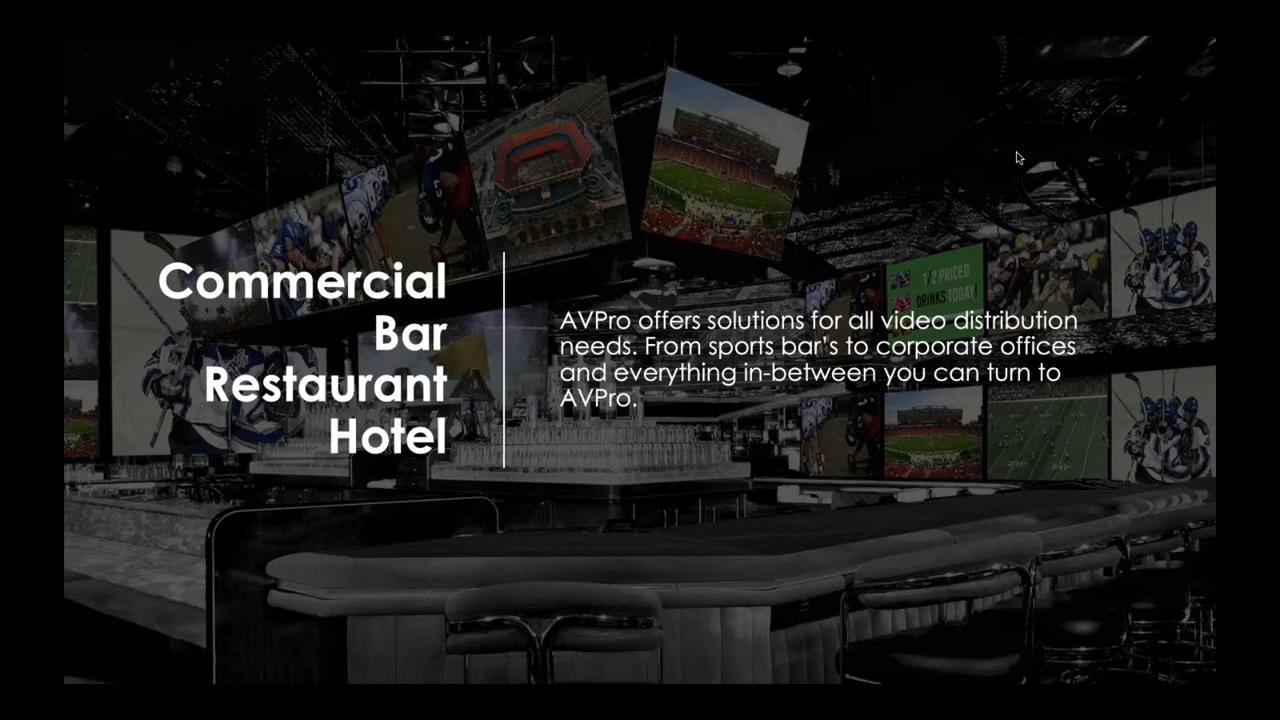 Commercial
Bar
Restaurant
Hotel
AVPro offers solutions for all video distribution
needs. From sports bar's to corporate offices
and everything in-between you can turn to
AVPro.
1/2 PRICED
DRINKS TODAY!